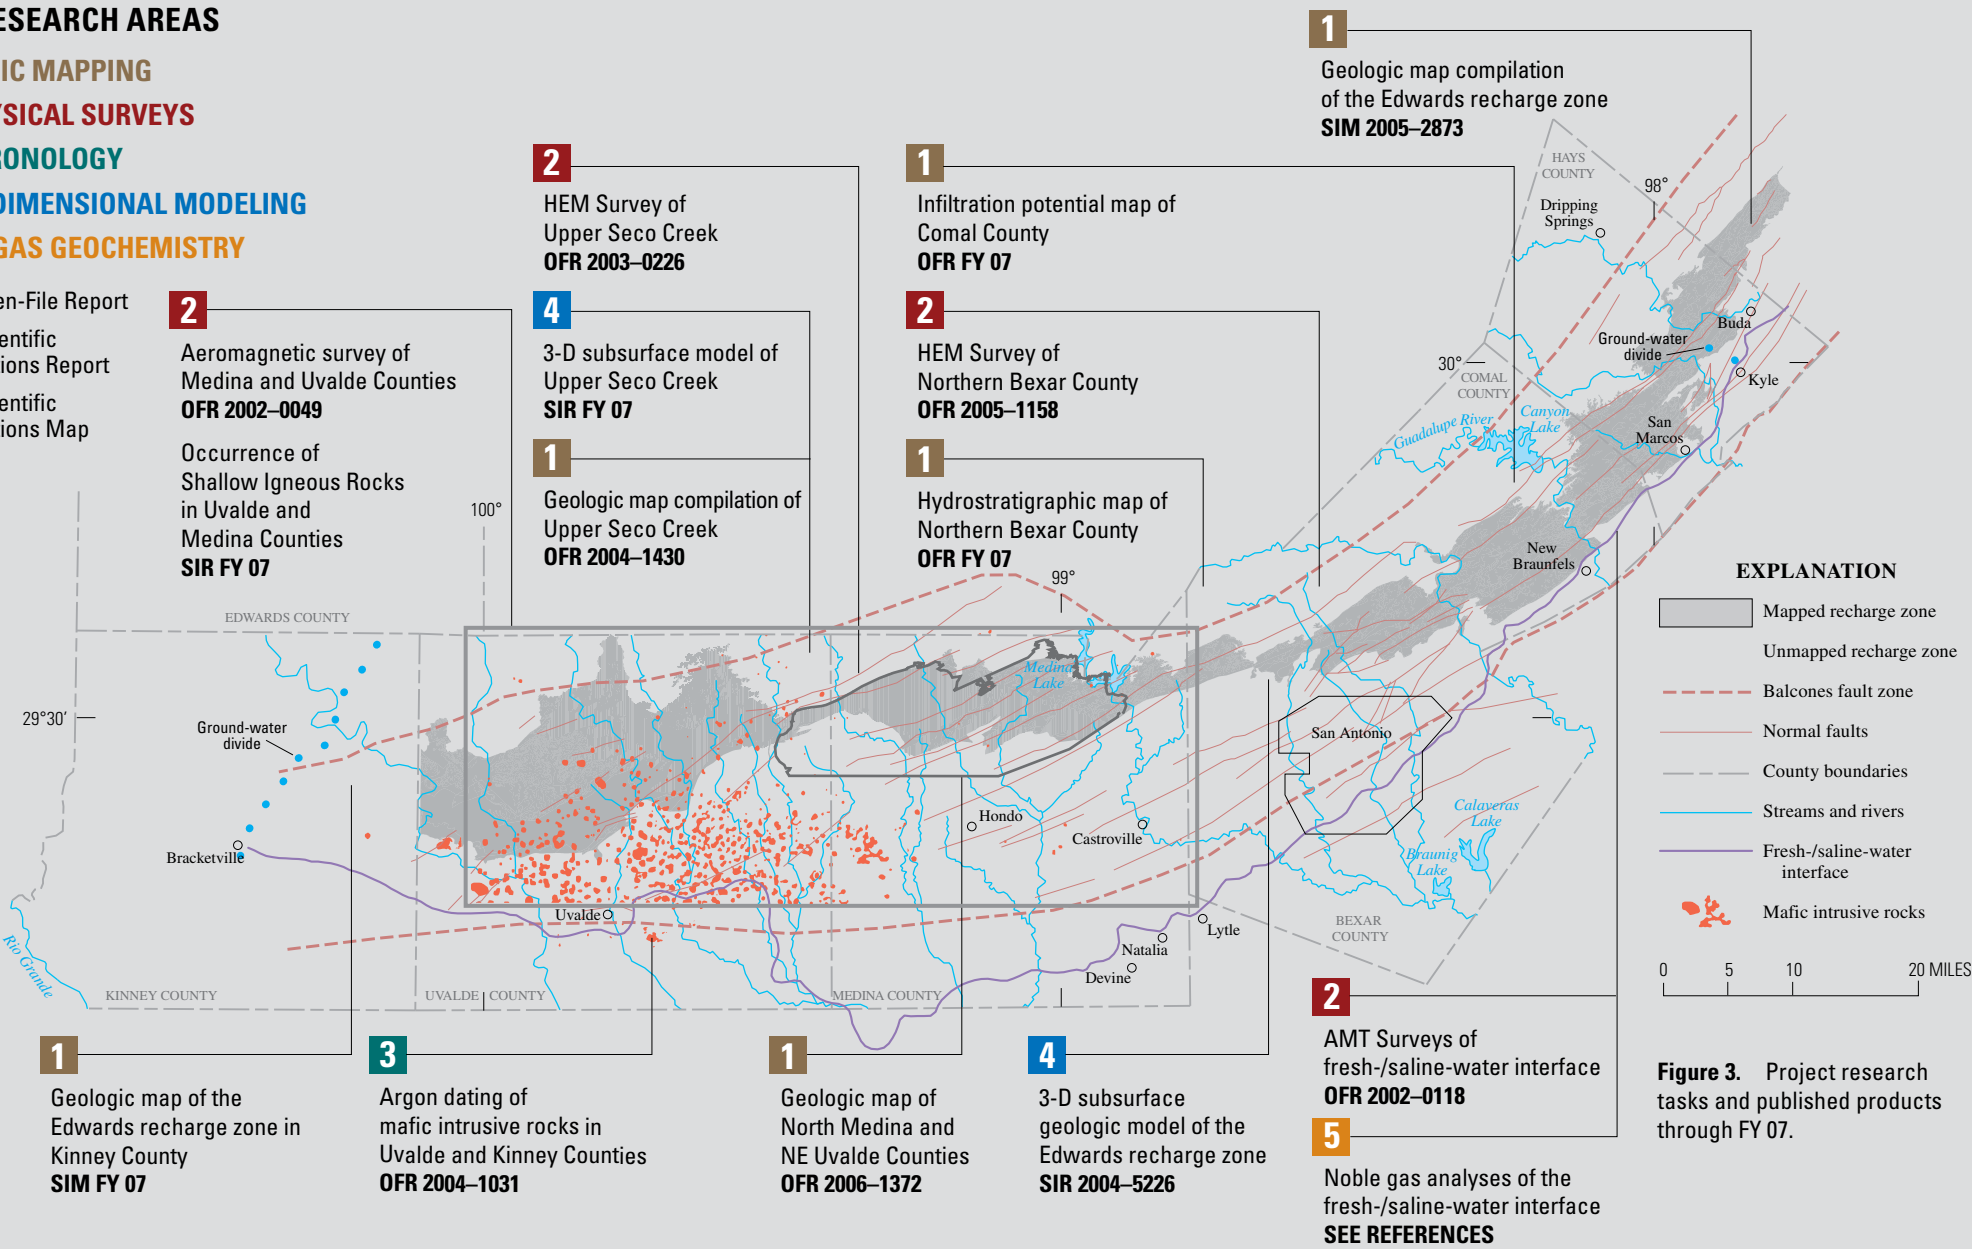 ESEARCH AREAS
IC MAPPING
YSICAL SURVEYS
RONOLOGY
DIMENSIONAL MODELING
GAS GEOCHEMISTRY
en-File Report
entific
tions Report
entific
tions Map
2
Aeromagnetic survey of
Medina and Uvalde Counties
OFR 2002–0049
Occurrence of
Shallow Igneous Rocks
in Uvalde and
Medina Counties
SIR FY 07
2
HEM Survey of
Upper Seco Creek
OFR 2003–0226
4
3-D subsurface model of
Upper Seco Creek
SIR FY 07
1
Geologic map compilation of
Upper Seco Creek
OFR 2004–1430
1
Infiltration potential map of
Comal County
OFR FY 07
2
HEM Survey of
Northern Bexar County
OFR 2005–1158
1
Hydrostratigraphic map of
Northern Bexar County
OFR FY 07
1
Geologic map compilation
of the Edwards recharge zone
SIM 2005–2873
HAYS
COUNTY
98°
Dripping
Springs
Buda
Ground-water
divide
Kyle
30°
COMAL
COUNTY
Guadalupe River
Canyon
Lake
San
Marcos
New
Braunfels
100°
99°
EDWARDS COUNTY
Medina
Lake
29°30'
Ground-water
divide
San Antonio
Bracketville
Hondo
Castroville
Calaveras
Lake
Braunig
Lake
Uvalde
Lytle
Natalia
Devine
BEXAR
COUNTY
Rio Grande
KINNEY COUNTY
UVALDE COUNTY
MEDINA COUNTY
EXPLANATION
Mapped recharge zone
Unmapped recharge zone
Balcones fault zone
Normal faults
County boundaries
Streams and rivers
Fresh-/saline-water
interface
Mafic intrusive rocks
0 5 10 20 MILES
1
Geologic map of the
Edwards recharge zone in
Kinney County
SIM FY 07
3
Argon dating of
mafic intrusive rocks in
Uvalde and Kinney Counties
OFR 2004–1031
1
Geologic map of
North Medina and
NE Uvalde Counties
OFR 2006–1372
4
3-D subsurface
geologic model of the
Edwards recharge zone
SIR 2004–5226
2
AMT Surveys of
fresh-/saline-water interface
OFR 2002–0118
5
Noble gas analyses of the
fresh-/saline-water interface
SEE REFERENCES
Figure 3. Project research
tasks and published products
through FY 07.